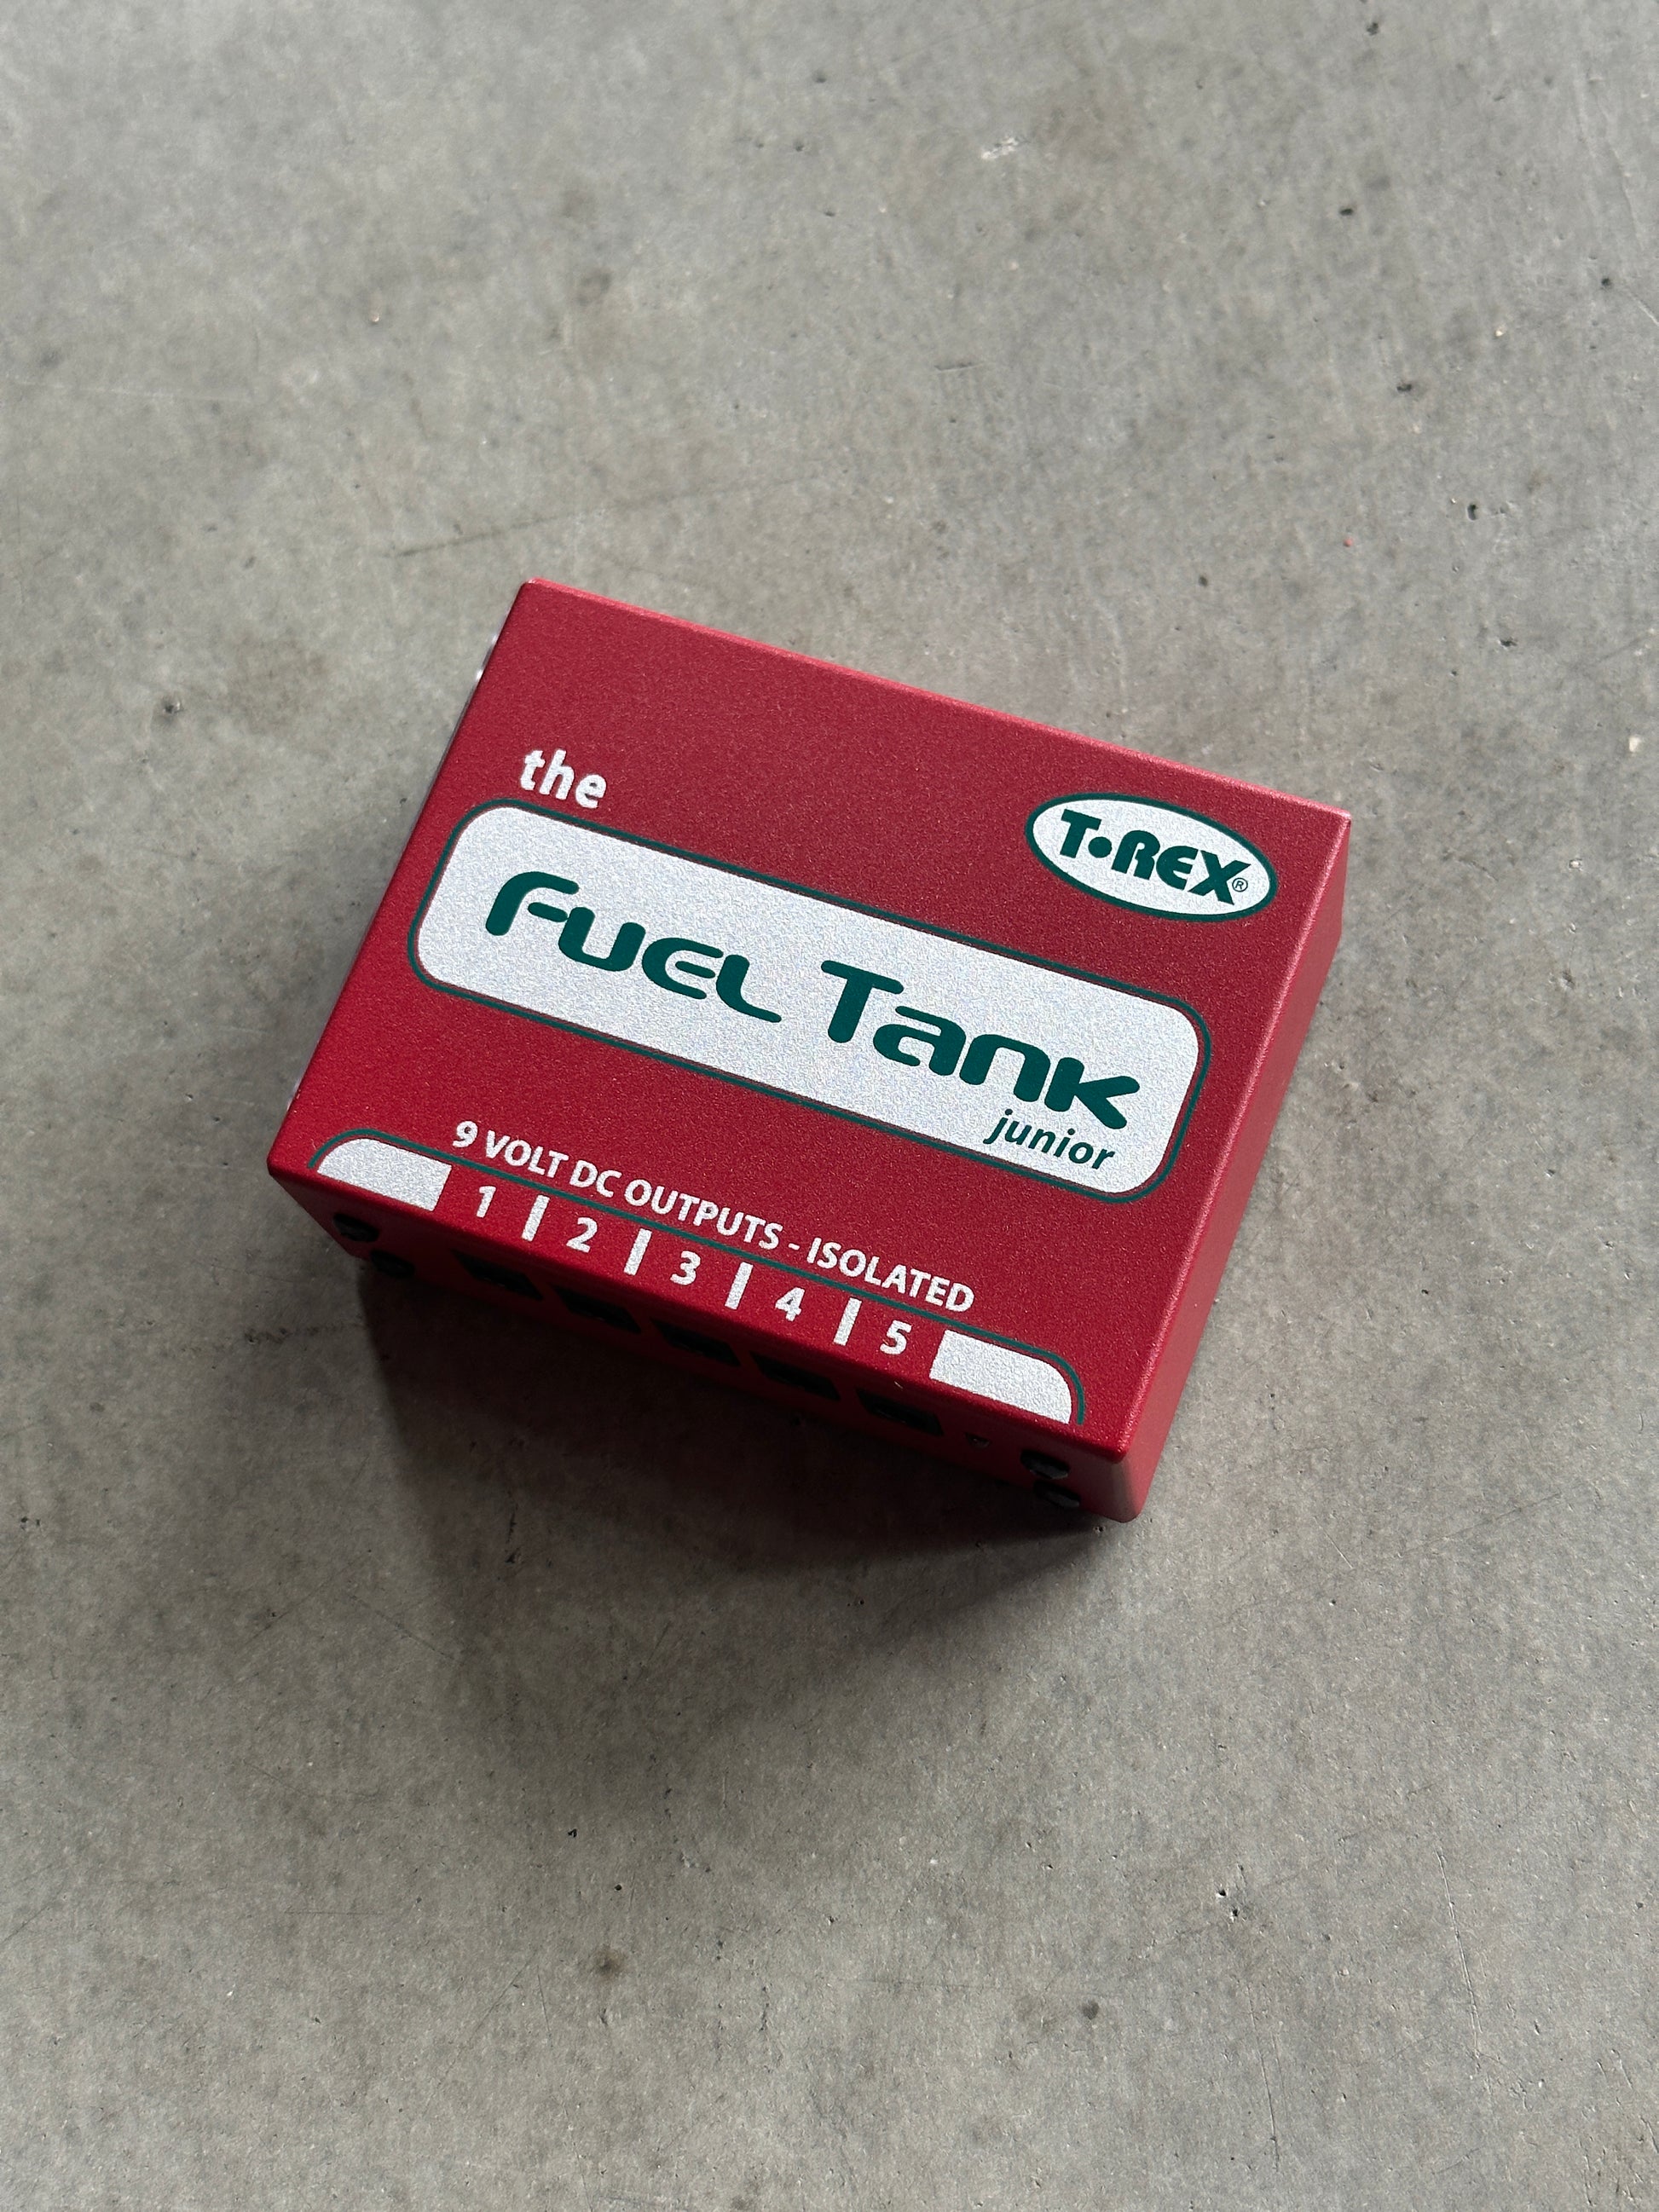 the
T•REX®
Fuel Tank
junior
9 VOLT DC OUTPUTS - ISOLATED
1 | 2 | 3 | 4 | 5